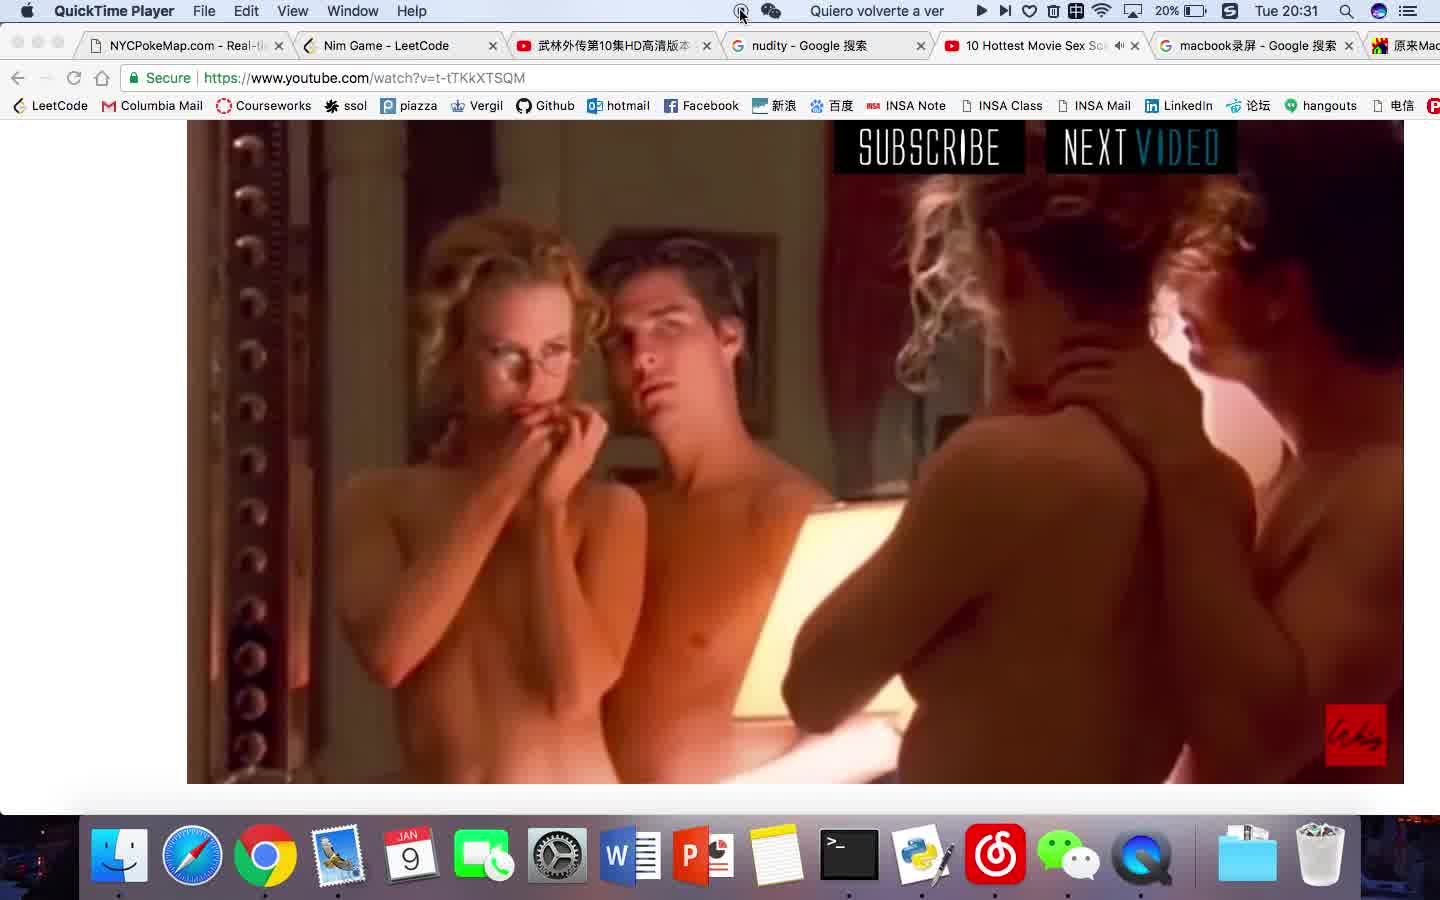 QuickTime Player File Edit View Window Help Quiero volverte a ver 20% Tue 20:31
NYCPokeMap.com - Real-ti Nim Game - LeetCode 武林外传第10集HD高清版本 nudity - Google 搜索 10 Hottest Movie Sex Sc macbook录屏 - Google 搜索 原来Mac
Secure https://www.youtube.com/watch?v=t-tTKkXTSQM
LeetCode Columbia Mail Courseworks ssol piazza Vergil Github hotmail Facebook 新浪 百度 INSA Note INSA Class INSA Mail LinkedIn 论坛 hangouts 电信
SUBSCRIBE NEXT VIDEO
JAN
9